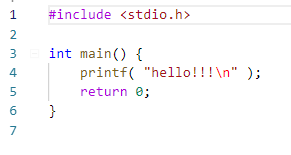 1 #include <stdio.h>
2
3 int main() {
4     printf( "hello!!!\n" );
5     return 0;
6 }
7